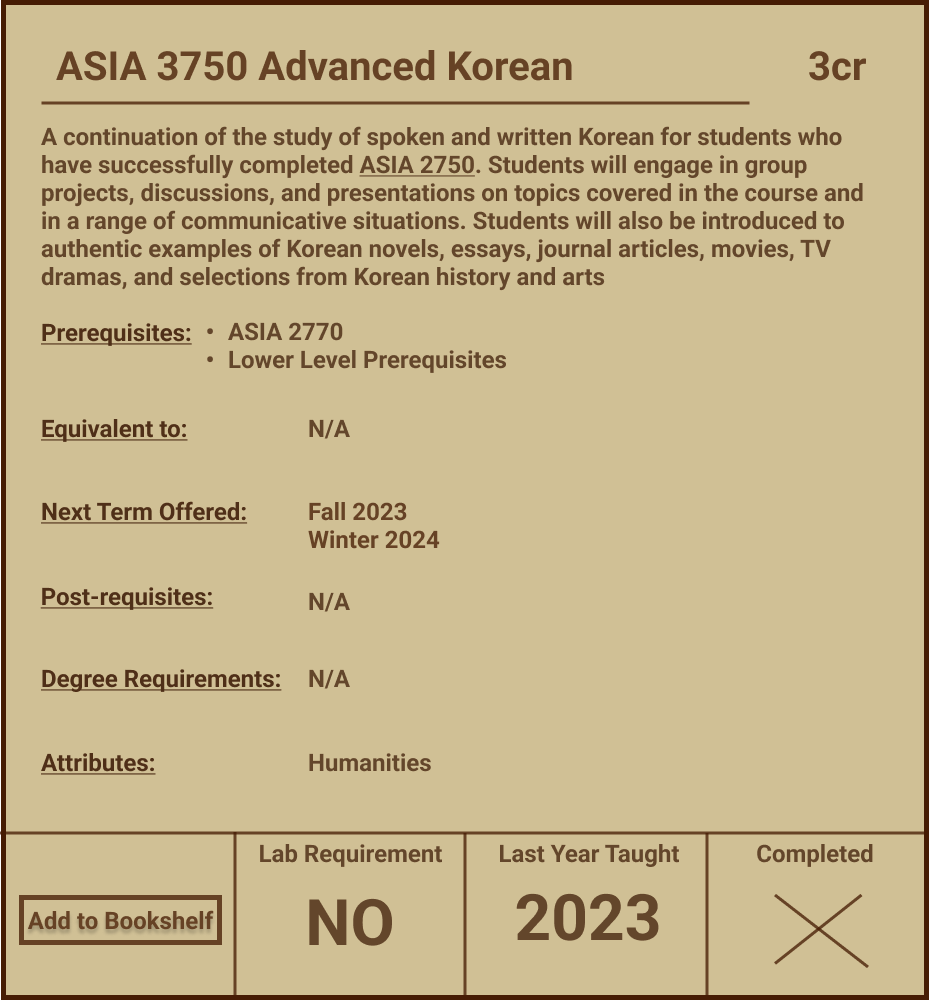 ASIA 3750 Advanced Korean 3cr
A continuation of the study of spoken and written Korean for students who
have successfully completed ASIA 2750. Students will engage in group
projects, discussions, and presentations on topics covered in the course and
in a range of communicative situations. Students will also be introduced to
authentic examples of Korean novels, essays, journal articles, movies, TV
dramas, and selections from Korean history and arts
Prerequisites: • ASIA 2770
• Lower Level Prerequisites
Equivalent to: N/A
Next Term Offered: Fall 2023
Winter 2024
Post-requisites: N/A
Degree Requirements: N/A
Attributes: Humanities
Add to Bookshelf
Lab Requirement
NO
Last Year Taught
2023
Completed